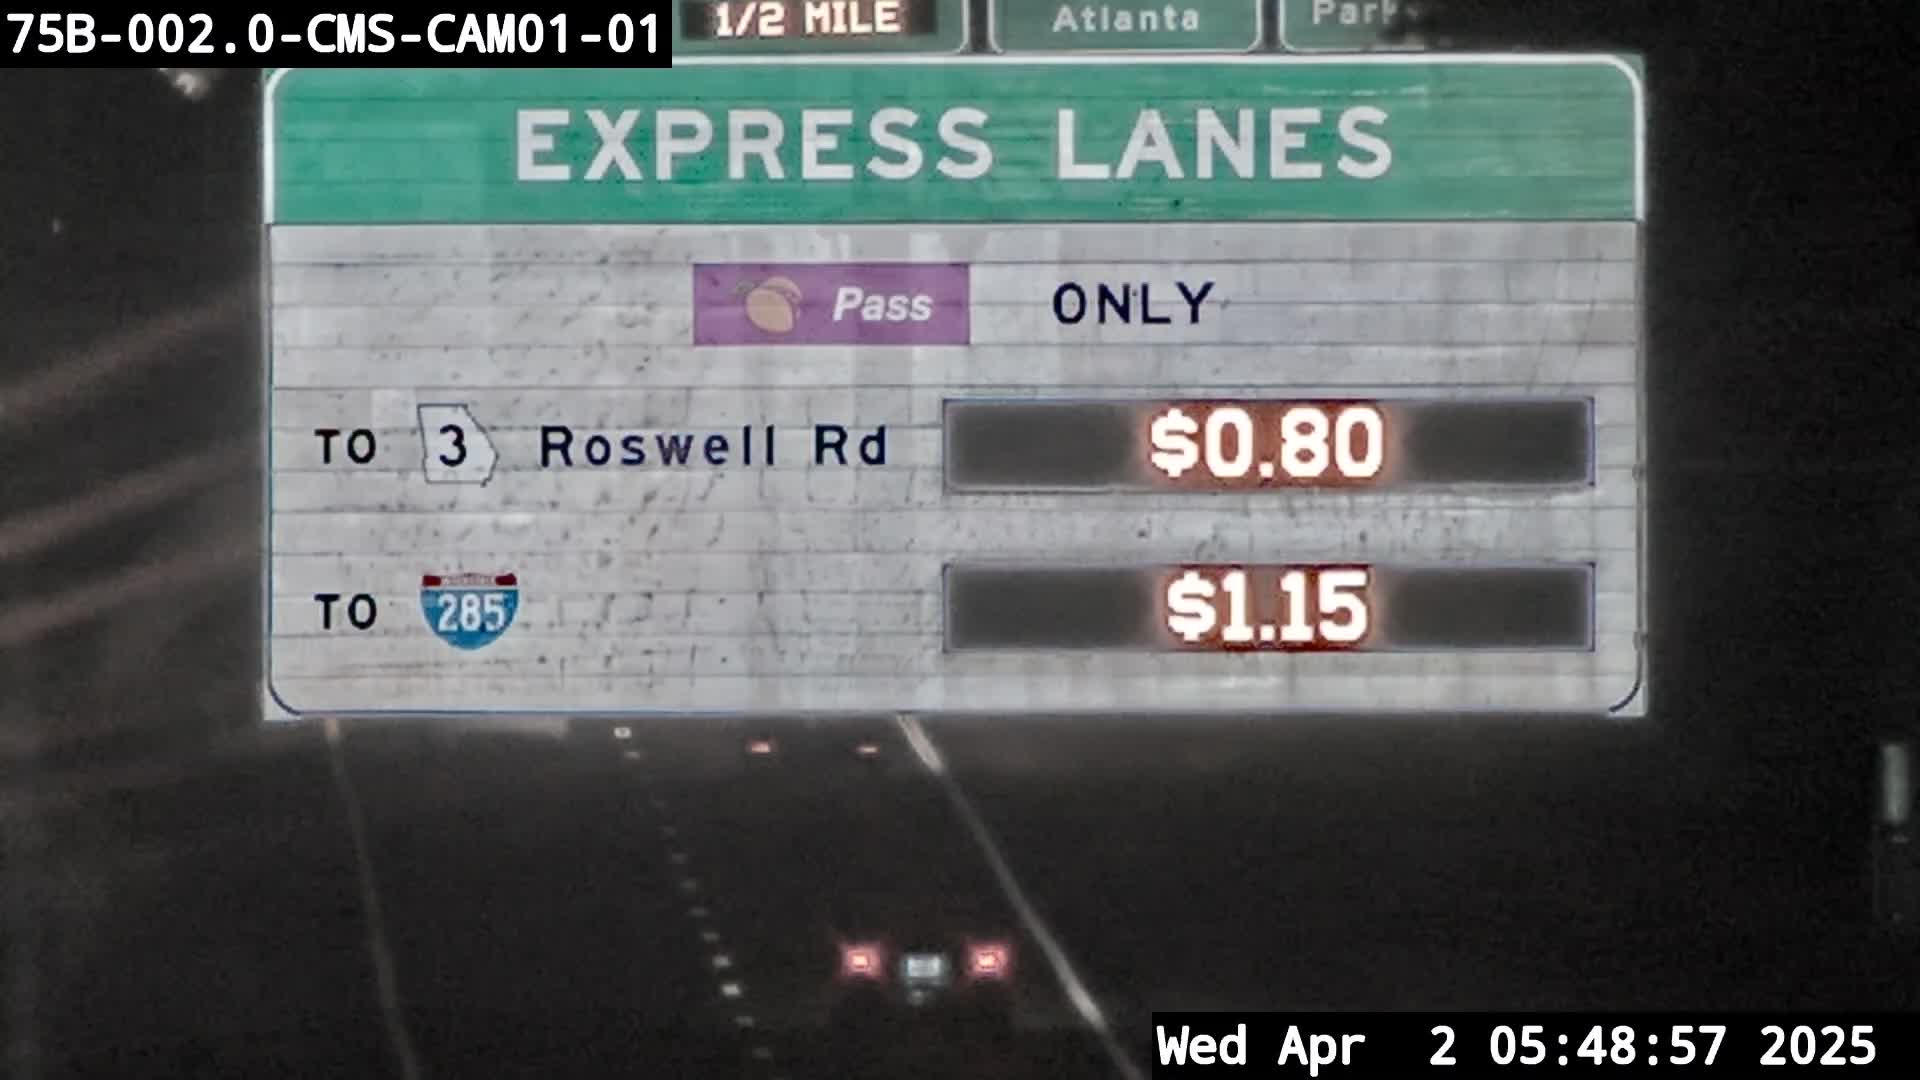 75B-002.0-CMS-CAM01-01
1/2 MILE
Atlanta
EXPRESS LANES
Pass ONLY
TO 3 Roswell Rd $0.80
TO 285 $1.15
Wed Apr 2 05:48:57 2025